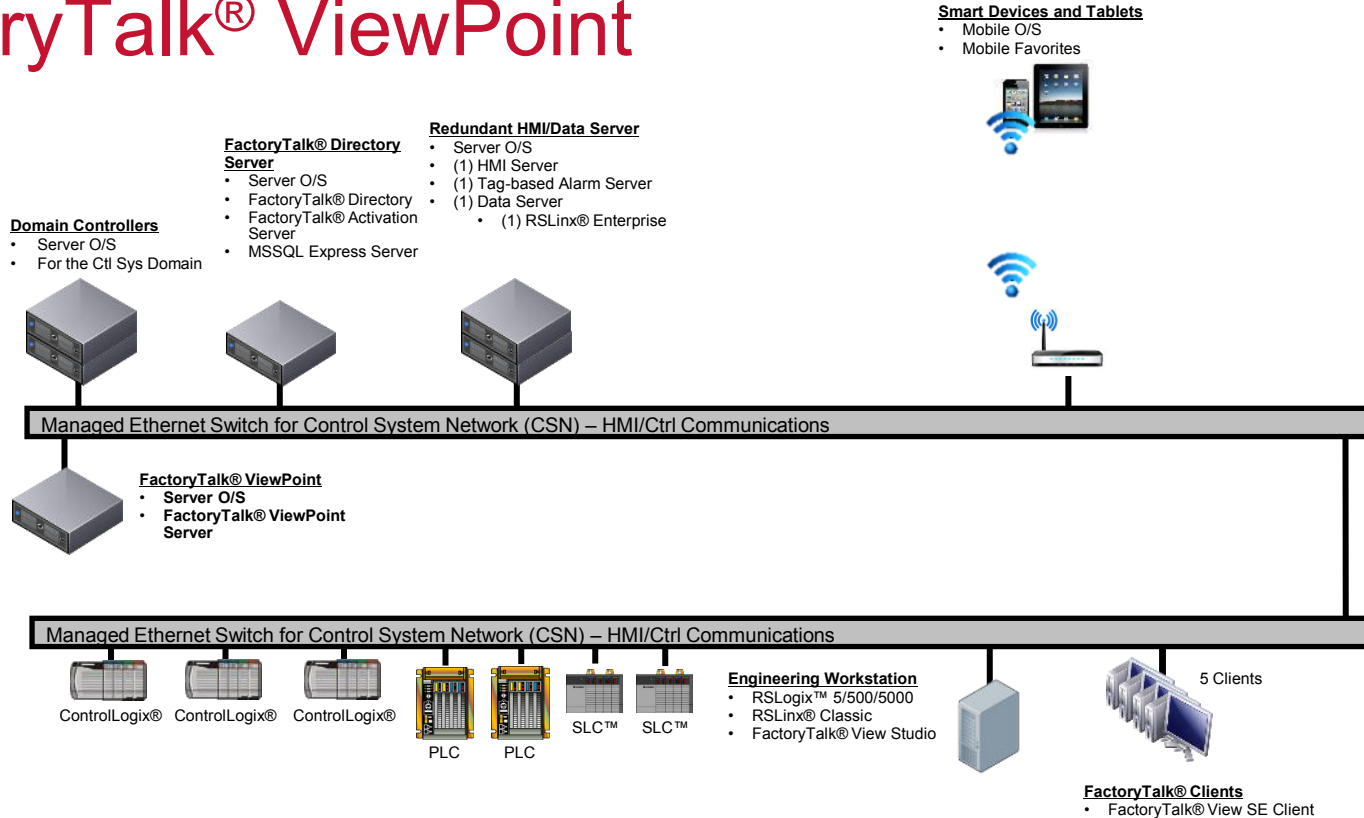 ryTalk® ViewPoint
Smart Devices and Tablets
• Mobile O/S
• Mobile Favorites
Redundant HMI/Data Server
• Server O/S
• (1) HMI Server
• (1) Tag-based Alarm Server
• (1) Data Server
• (1) RSLinx® Enterprise
FactoryTalk® Directory
Server
• Server O/S
• FactoryTalk® Directory
• FactoryTalk® Activation
Server
• MSSQL Express Server
Domain Controllers
• Server O/S
• For the Ctl Sys Domain
Managed Ethernet Switch for Control System Network (CSN) – HMI/Ctrl Communications
FactoryTalk® ViewPoint
• Server O/S
• FactoryTalk® ViewPoint
Server
Managed Ethernet Switch for Control System Network (CSN) – HMI/Ctrl Communications
ControlLogix®
ControlLogix®
ControlLogix®
PLC
PLC
SLC™
SLC™
Engineering Workstation
• RSLogix™ 5/500/5000
• RSLinx® Classic
• FactoryTalk® View Studio
5 Clients
FactoryTalk® Clients
• FactoryTalk® View SE Client